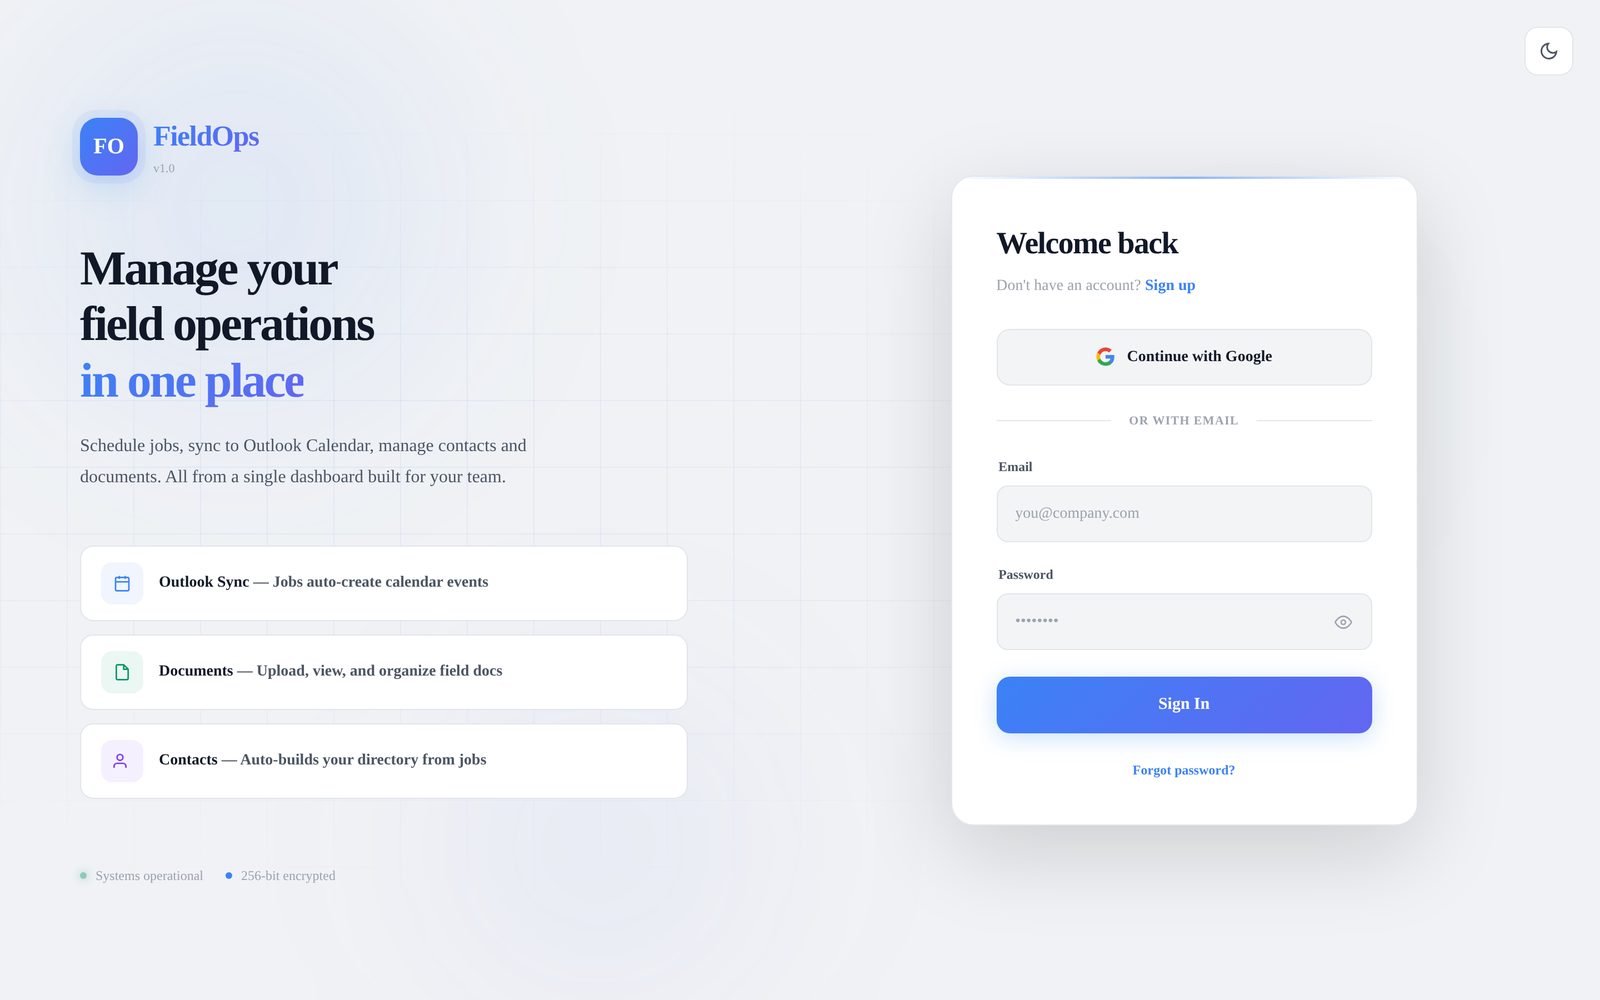 FO
FieldOps
v1.0
Manage your
field operations
in one place
Schedule jobs, sync to Outlook Calendar, manage contacts and
documents. All from a single dashboard built for your team.
Outlook Sync — Jobs auto-create calendar events
Documents — Upload, view, and organize field docs
Contacts — Auto-builds your directory from jobs
Systems operational
256-bit encrypted
Welcome back
Don't have an account? Sign up
Continue with Google
OR WITH EMAIL
Email
you@company.com
Password
••••••••
Sign In
Forgot password?